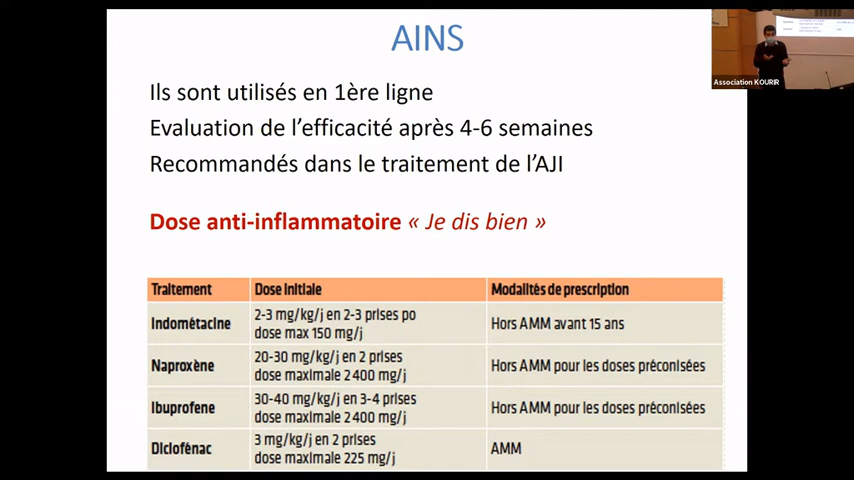 AINS
Association KOURIR
Ils sont utilisés en 1ère ligne
Evaluation de l'efficacité après 4-6 semaines
Recommandés dans le traitement de l'AJI
Dose anti-inflammatoire « Je dis bien »
Traitement Dose initiale Modalités de prescription
Indométacine 2-3 mg/kg/j en 2-3 prises po
dose max 150 mg/j Hors AMM avant 15 ans
Naproxène 20-30 mg/kg/j en 2 prises
dose maximale 2 400 mg/j Hors AMM pour les doses préconisées
Ibuprofene 30-40 mg/kg/j en 3-4 prises
dose maximale 2 400 mg/j Hors AMM pour les doses préconisées
Diclofénac 3 mg/kg/j en 2 prises
dose maximale 225 mg/j AMM